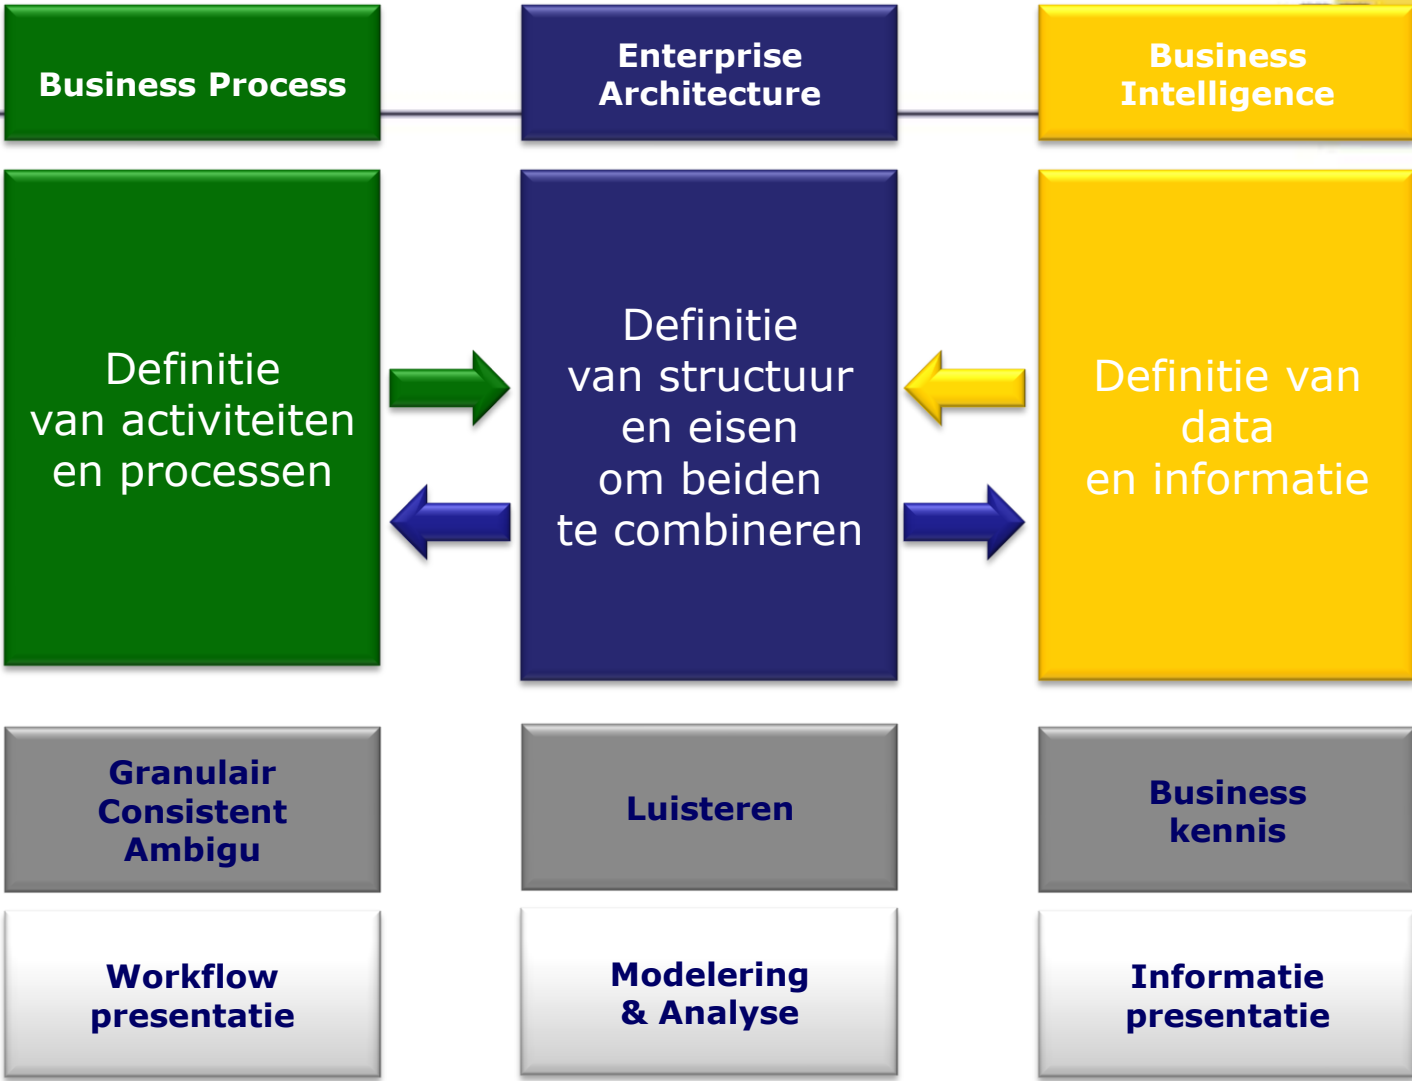 Business Process
Enterprise
Architecture
Business
Intelligence
Definitie
van activiteiten
en processen
Definitie
van structuur
en eisen
om beiden
te combineren
Definitie van
data
en informatie
Granulair
Consistent
Ambigu
Luisteren
Business
kennis
Workflow
presentatie
Modelering
& Analyse
Informatie
presentatie